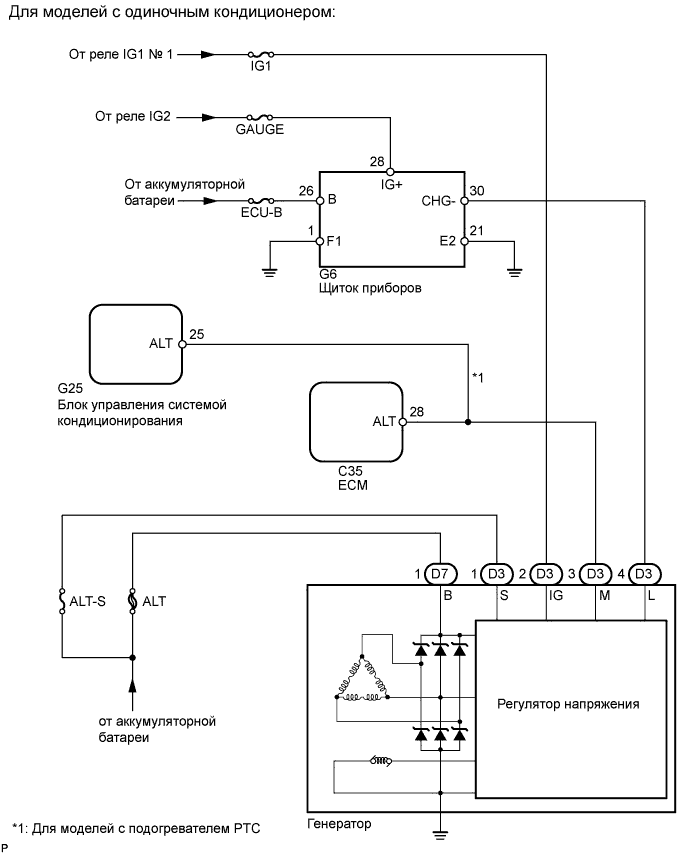 Для моделей с одиночным кондиционером:
От реле IG1 № 1
IG1
От реле IG2
GAUGE
28
IG+
От аккумуляторной
батареи
ECU-B
26
B
CHG-
30
1
F1
E2
21
G6
Щиток приборов
ALT
25
G25
Блок управления системой
кондиционирования
*1
ALT
28
C35
ECM
ALT-S
ALT
1
D7
1
D3
2
D3
3
D3
4
D3
B
S
IG
M
L
от аккумуляторной
батареи
Регулятор напряжения
Генератор
*1: Для моделей с подогревателем PTC
P